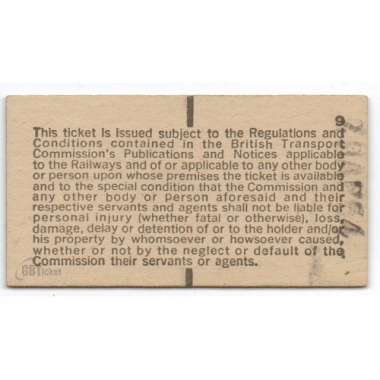 This ticket is issued subject to the Regulations and
Conditions contained in the British Transport
Commission's Publications and Notices applicable
to the Railways and of or applicable to any other body
or person upon whose premises the ticket is available
and to the special condition that the Commission and
any other body or person aforesaid and their
respective servants and agents shall not be liable for
personal injury (whether fatal or otherwise), loss,
damage, delay or detention of or to the holder and/or
his property by whomsoever or howsoever caused,
whether or not by the neglect or default of the
Commission their servants or agents.
GBTicket